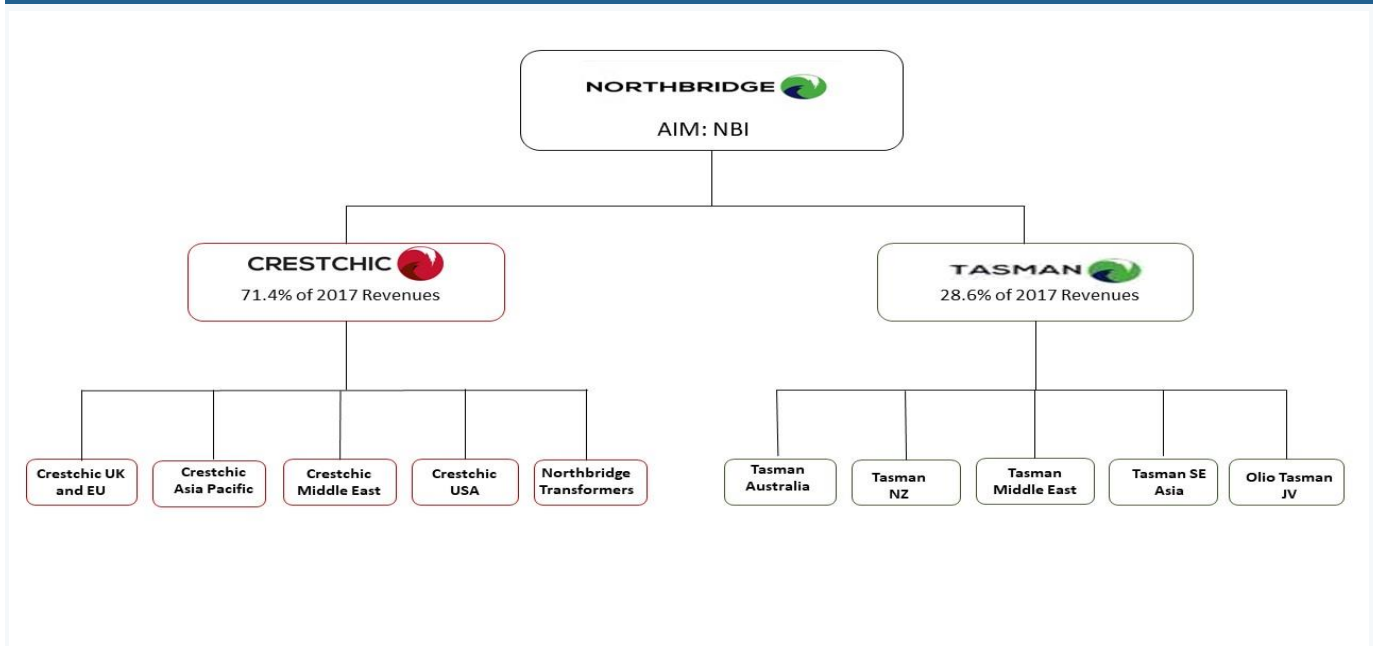 NORTHBRIDGE
AIM: NBI
CRESTCHIC
71.4% of 2017 Revenues
TASMAN
28.6% of 2017 Revenues
Crestchic UK
and EU
Crestchic
Asia Pacific
Crestchic
Middle East
Crestchic
USA
Northbridge
Transformers
Tasman
Australia
Tasman
NZ
Tasman
Middle East
Tasman SE
Asia
Olio Tasman
JV